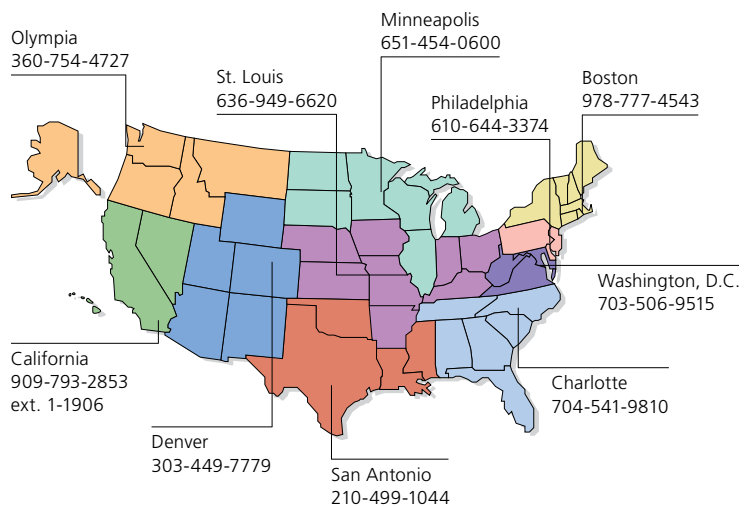 Minneapolis
651-454-0600
Olympia
360-754-4727
St. Louis
636-949-6620
Boston
978-777-4543
Philadelphia
610-644-3374
Washington, D.C.
703-506-9515
California
909-793-2853
ext. 1-1906
Charlotte
704-541-9810
Denver
303-449-7779
San Antonio
210-499-1044